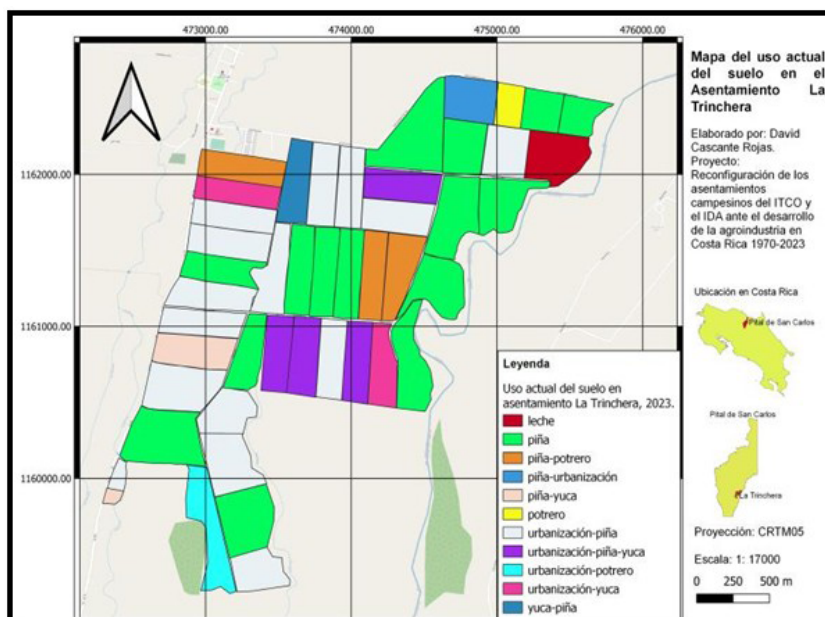 473000.00
474000.00
475000.00
476000.00
1162000.00
1161000.00
1160000.00
Leyenda
Uso actual del suelo en
asentamiento La Trinchera, 2023.
leche
piña
piña-potrero
piña-urbanización
piña-yuca
potrero
urbanización-piña
urbanización-piña-yuca
urbanización-potrero
urbanización-yuca
yuca-piña
Mapa del uso actual
del suelo en el
Asentamiento La
Trinchera
Elaborado por: David
Cascante Rojas.
Proyecto:
Reconfiguración de los
asentamientos
campesinos del ITCO y
el IDA ante el desarrollo
de la agroindustria en
Costa Rica 1970-2023
Ubicación en Costa Rica
Pital de San Carlos
Pital de San Carlos
La Trinchera
Proyección: CRTM05
Escala: 1: 17000
0 250 500 m